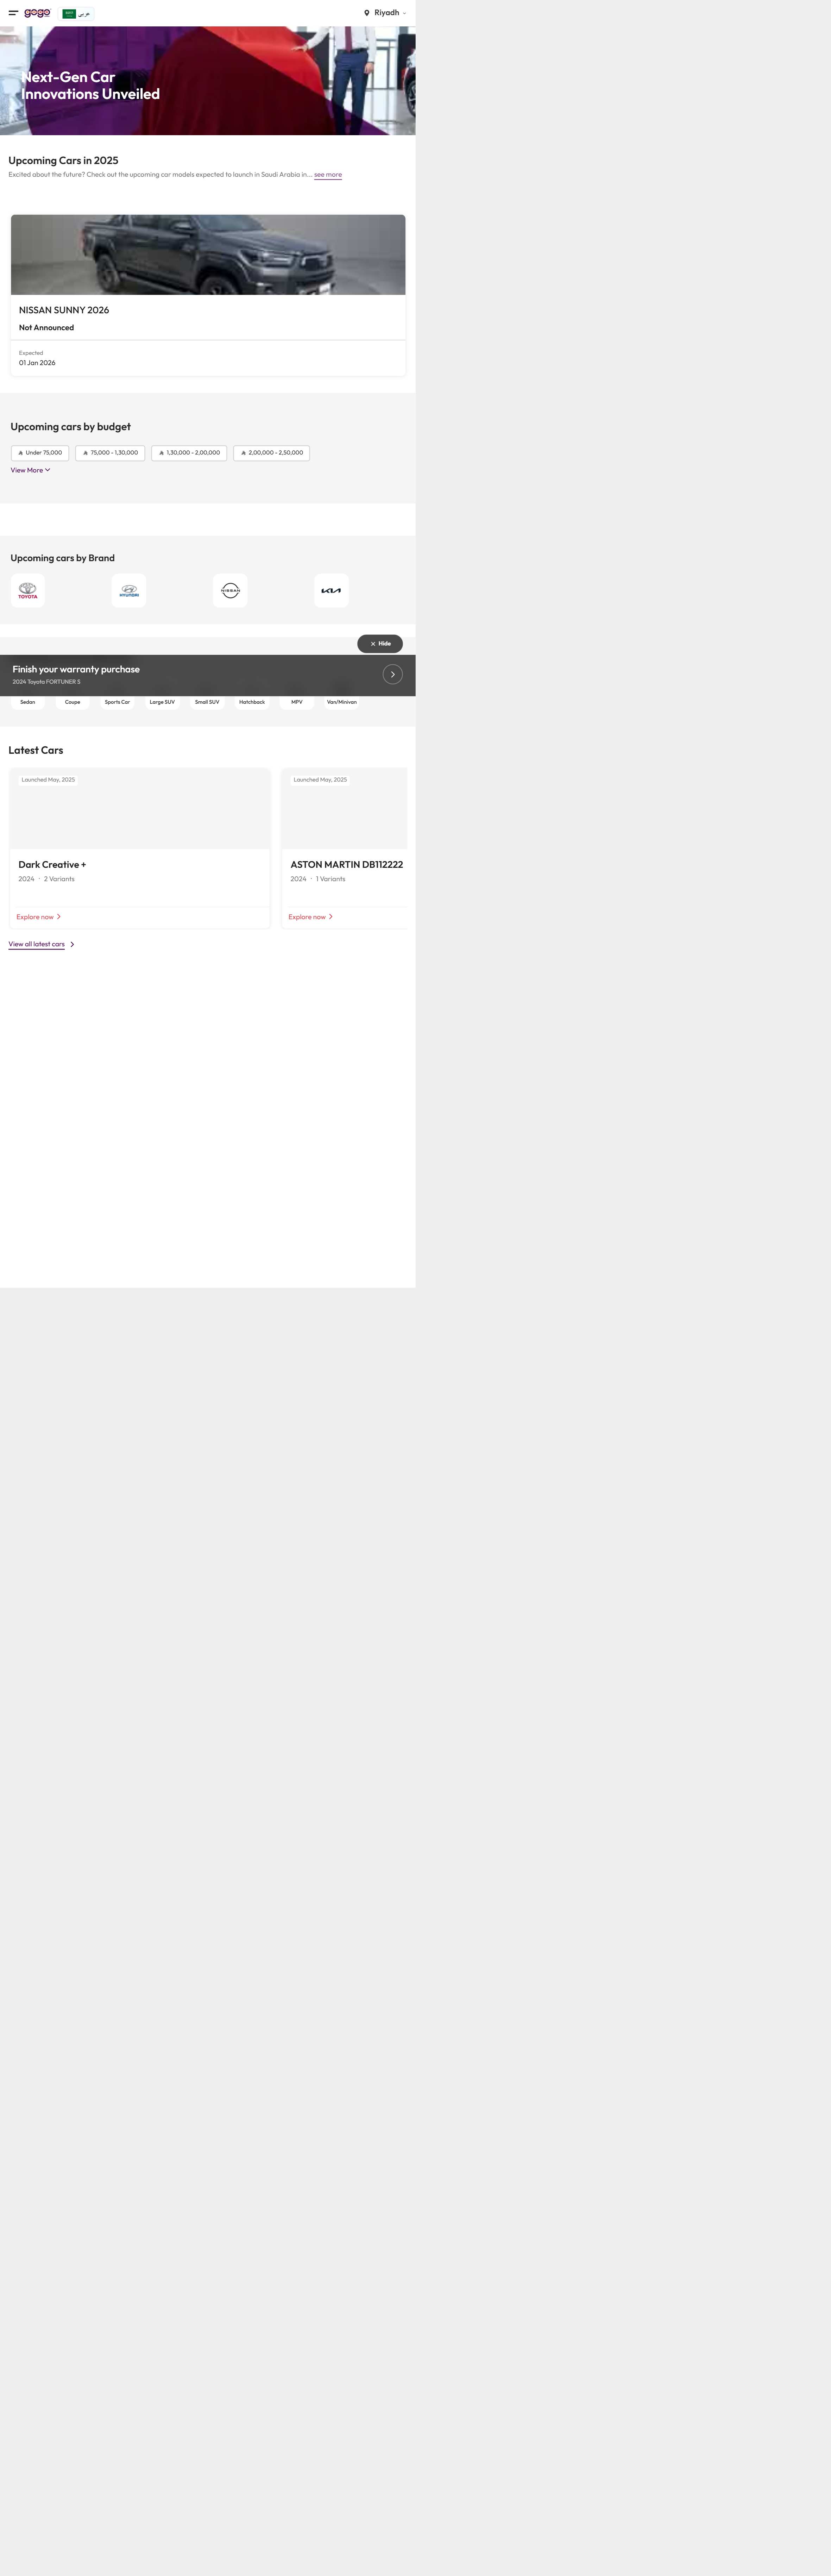 gogo
عربي
Riyadh
Next-Gen Car
Innovations Unveiled
Upcoming Cars in 2025
Excited about the future? Check out the upcoming car models expected to launch in Saudi Arabia in... see more
NISSAN SUNNY 2026
Not Announced
Expected
01 Jan 2026
Upcoming cars by budget
Under 75,000
75,000 - 1,30,000
1,30,000 - 2,00,000
2,00,000 - 2,50,000
View More
Upcoming cars by Brand
TOYOTA
HYUNDAI
NISSAN
KIA
Hide
Finish your warranty purchase
2024 Toyota FORTUNER S
Sedan
Coupe
Sports Car
Large SUV
Small SUV
Hatchback
MPV
Van/Minivan
Latest Cars
Launched May, 2025
Launched May, 2025
Dark Creative +
2024 · 2 Variants
Explore now
ASTON MARTIN DB112222
2024 · 1 Variants
Explore now
View all latest cars